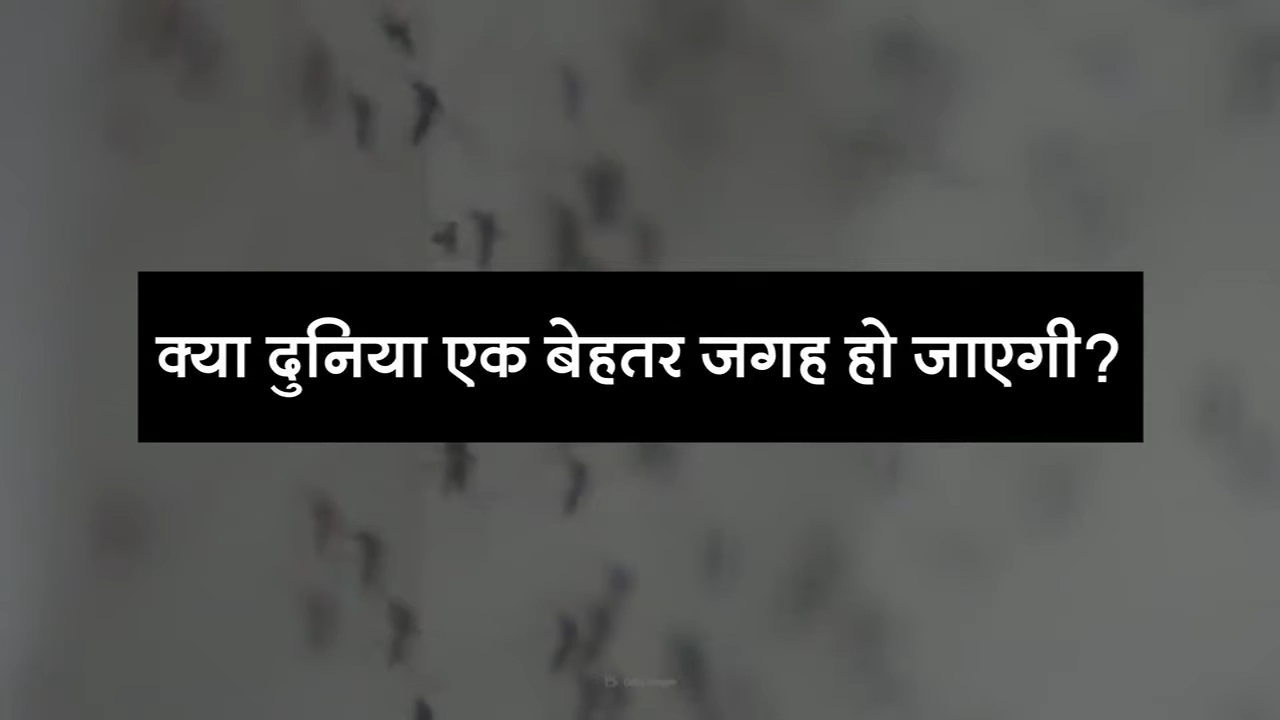 क्या दुनिया एक बेहतर जगह हो जाएगी?